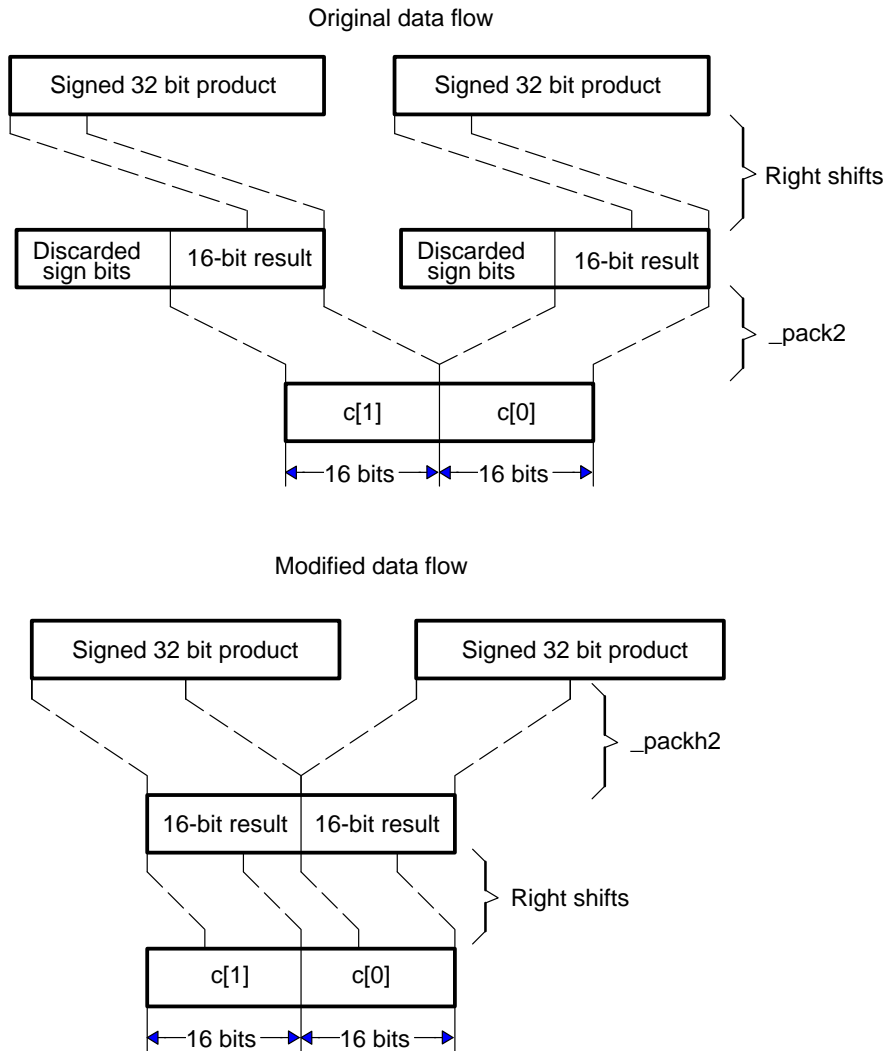 Original data flow
Signed 32 bit product
Signed 32 bit product
Right shifts
Discarded
sign bits
16-bit result
Discarded
sign bits
16-bit result
_pack2
c[1]
c[0]
16 bits
16 bits
Modified data flow
Signed 32 bit product
Signed 32 bit product
_packh2
16-bit result
16-bit result
Right shifts
c[1]
c[0]
16 bits
16 bits